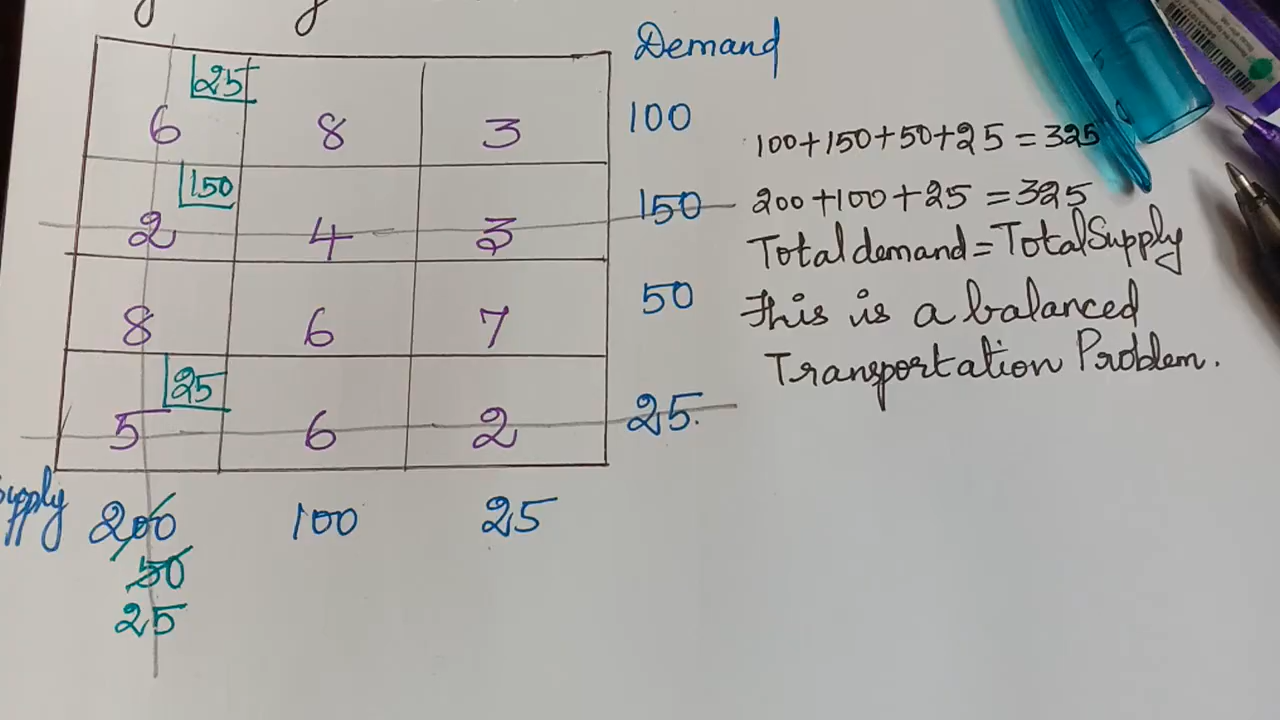 Demand
25
6 8 3 100
100+150+50+25 = 325
150
2 4 3 150
200+100+25 = 325
Total demand = Total Supply
8 6 7 50
This is a balanced
Transportation Problem.
25
5 6 2 25.
Supply 200 100 25
50
25